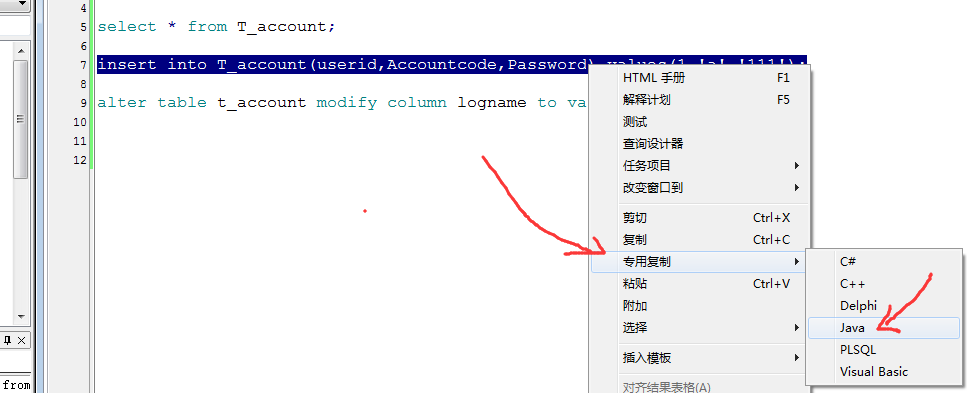 4
5 select * from T_account;
6
7 insert into T_account(userid,Accountcode,Password) values(1,'a','111');
8
9 alter table t_account modify column logname to va
10
11
12
HTML 手册 F1
解释计划 F5
测试
查询设计器
任务项目
改变窗口到
剪切 Ctrl+X
复制 Ctrl+C
专用复制
粘贴 Ctrl+V
附加
选择
插入模板
对齐结果表格(A)
C#
C++
Delphi
Java
PLSQL
Visual Basic
from